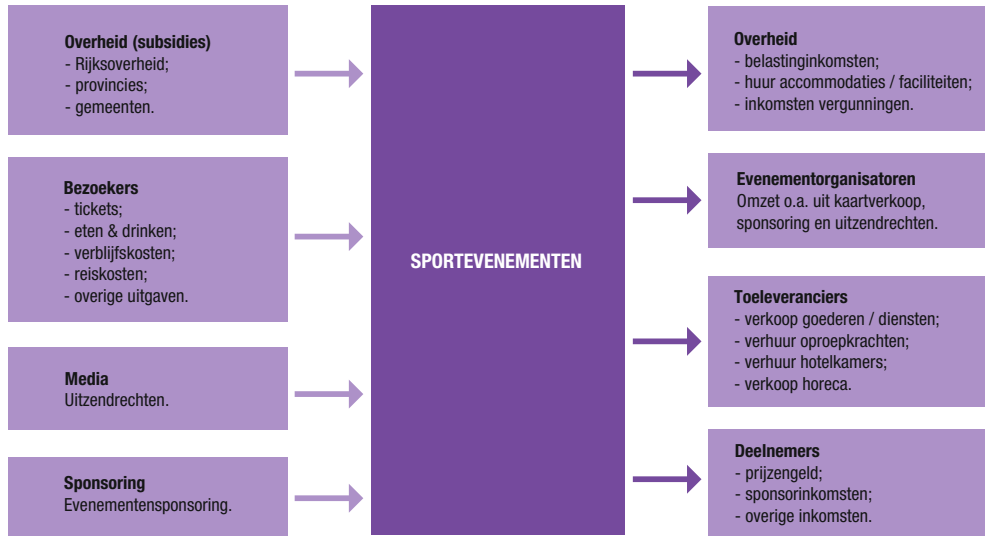 Overheid (subsidies)
- Rijksoverheid;
- provincies;
- gemeenten.
Bezoekers
- tickets;
- eten & drinken;
- verblijfskosten;
- reiskosten;
- overige uitgaven.
Media
Uitzendrechten.
Sponsoring
Evenementensponsoring.
SPORTEVENEMENTEN
Overheid
- belastinginkomsten;
- huur accommodaties / faciliteiten;
- inkomsten vergunningen.
Evenementorganisatoren
Omzet o.a. uit kaartverkoop,
sponsoring en uitzendrechten.
Toeleveranciers
- verkoop goederen / diensten;
- verhuur oproepkrachten;
- verhuur hotelkamers;
- verkoop horeca.
Deelnemers
- prijzengeld;
- sponsorinkomsten;
- overige inkomsten.